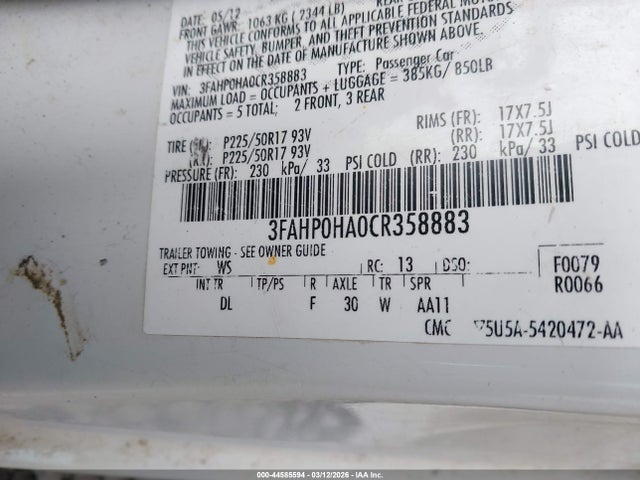 DATE: 05/12
FRONT GAWR: 1063 KG ( 2344 LB) REAR
THIS VEHICLE CONFORMS TO ALL APPLICABLE FEDERAL MOTOR
VEHICLE SAFETY, BUMPER, AND THEFT PREVENTION STANDARDS
IN EFFECT ON THE DATE OF MANUFACTURE SHOWN ABOVE.
VIN: 3FAHP0HA0CR358883 TYPE: Passenger Car
MAXIMUM LOAD = OCCUPANTS + LUGGAGE = 385KG/ 850LB
OCCUPANTS = 5 TOTAL; 2 FRONT, 3 REAR
RIMS (FR): 17X7.5J
TIRE P225/50R17 93V (RR): 17X7.5J
P225/50R17 93V
PRESSURE (FR): 230 kPa/ 33 PSI COLD (RR): 230 kPa/ 33 PSI COLD
3FAHP0HA0CR358883
TRAILER TOWING - SEE OWNER GUIDE
EXT PNT: WS RC: 13 DSO: F0079
INT TR TP/PS R AXLE TR SPR R0066
DL F 30 W AA11
CMC 5U5A-5420472-AA
000-44585594 | 03/12/2026 | IAAI.COM